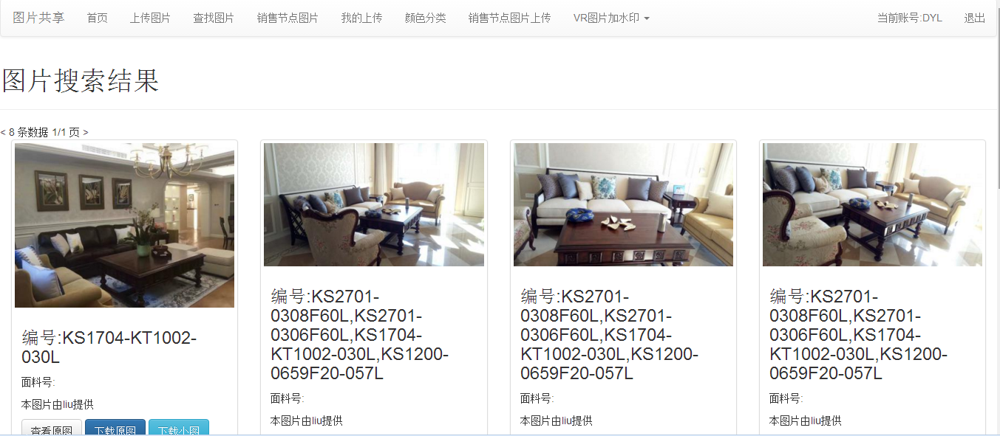 图片共享 首页 上传图片 查找图片 销售节点图片 我的上传 颜色分类 销售节点图片上传 VR图片加水印 当前账号:DYL 退出
图片搜索结果
< 8 条数据 1/1 页 >
编号:KS1704-KT1002-
030L
面料号:
本图片由liu提供
查看原图 下载原图 下载小图
编号:KS2701-
0308F60L,KS2701-
0306F60L,KS1704-
KT1002-030L,KS1200-
0659F20-057L
面料号:
本图片由liu提供
编号:KS2701-
0308F60L,KS2701-
0306F60L,KS1704-
KT1002-030L,KS1200-
0659F20-057L
面料号:
本图片由liu提供
编号:KS2701-
0308F60L,KS2701-
0306F60L,KS1704-
KT1002-030L,KS1200-
0659F20-057L
面料号:
本图片由liu提供